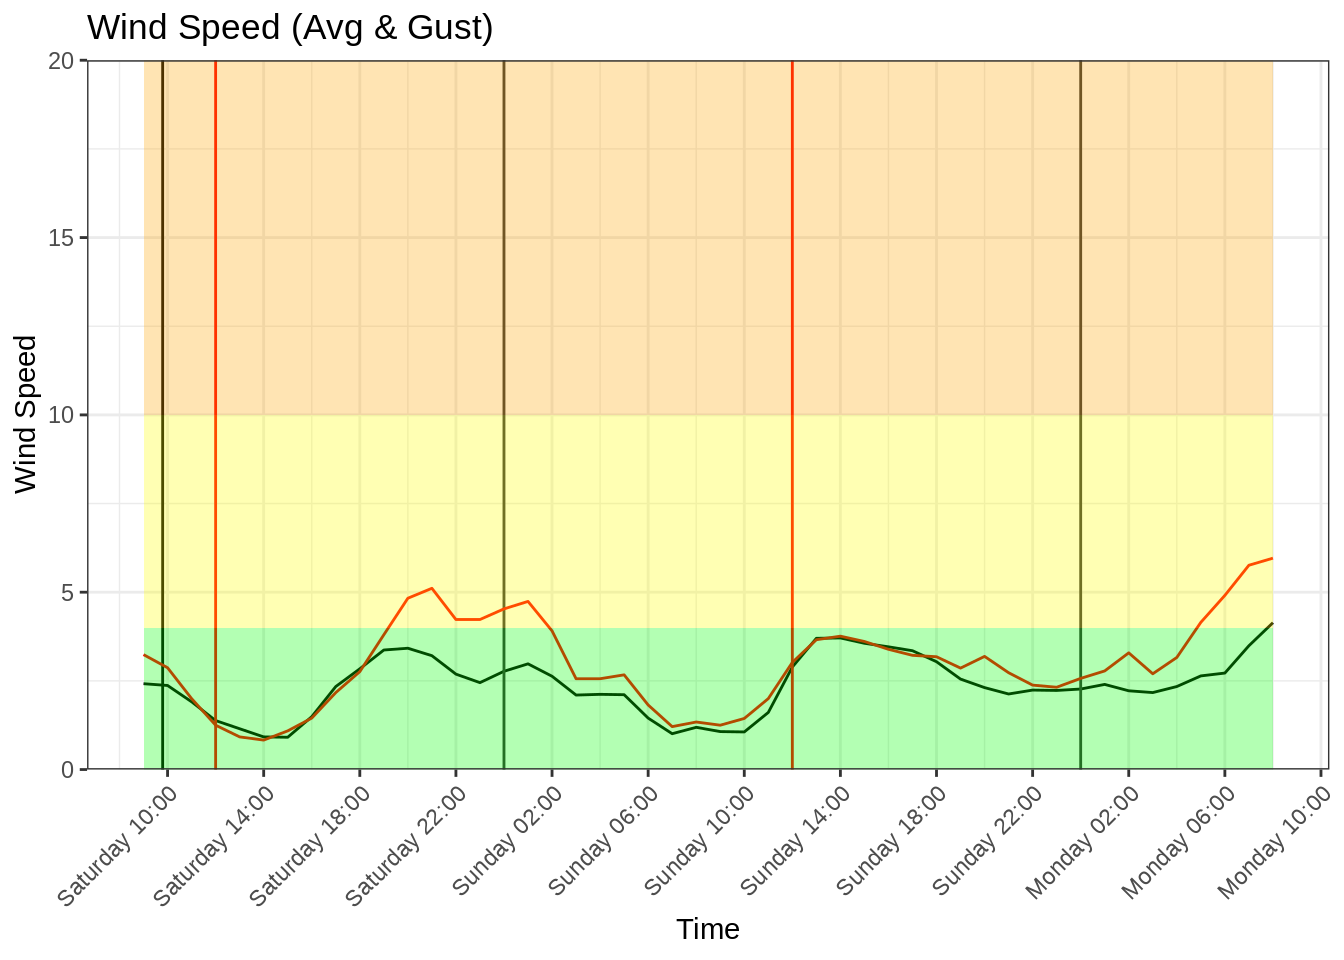 Wind Speed (Avg & Gust)
Wind Speed
20
15
10
5
0
Saturday 10:00
Saturday 14:00
Saturday 18:00
Saturday 22:00
Sunday 02:00
Sunday 06:00
Sunday 10:00
Sunday 14:00
Sunday 18:00
Sunday 22:00
Monday 02:00
Monday 06:00
Monday 10:00
Time